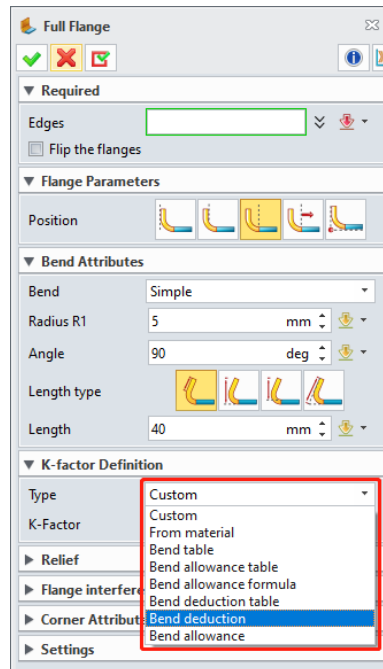 Full Flange
Required
Edges
Flip the flanges
Flange Parameters
Position
Bend Attributes
Bend Simple
Radius R1 5 mm
Angle 90 deg
Length type
Length 40 mm
K-factor Definition
Type Custom
K-Factor
Custom
From material
Bend table
Bend allowance table
Bend allowance formula
Bend deduction table
Bend deduction
Bend allowance
Relief
Flange interfere
Corner Attribut
Settings